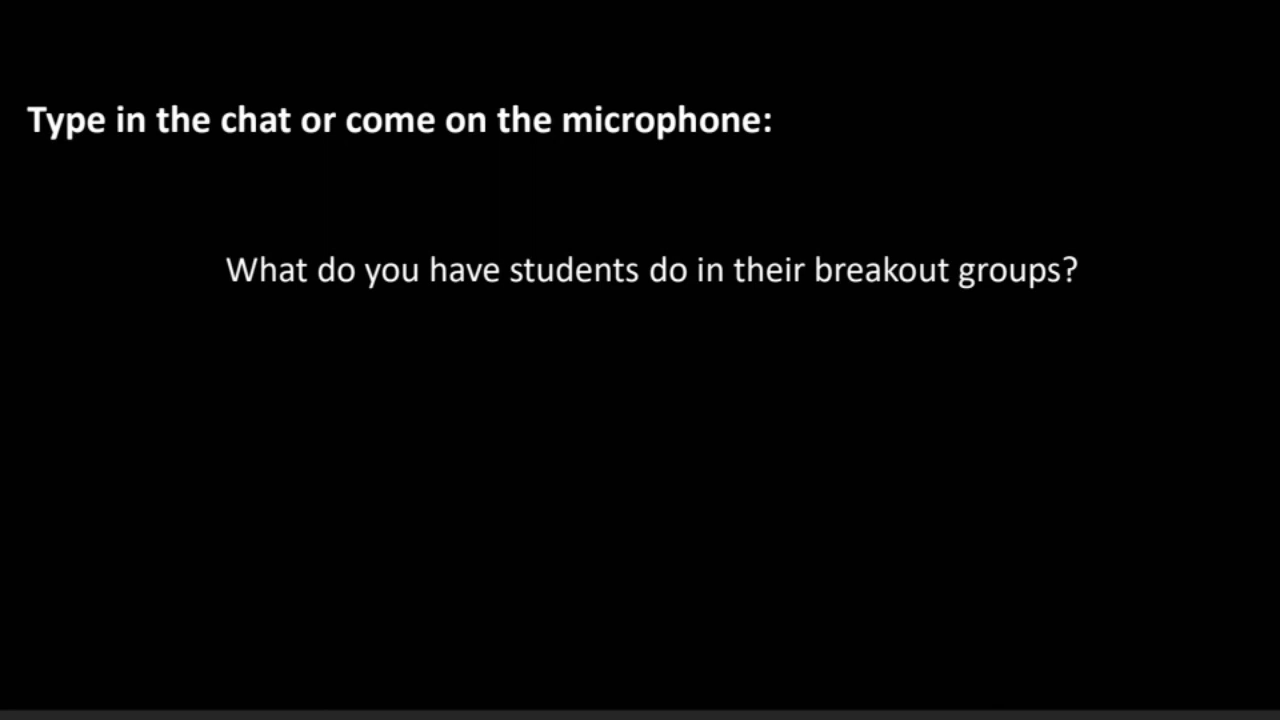 Type in the chat or come on the microphone:
What do you have students do in their breakout groups?